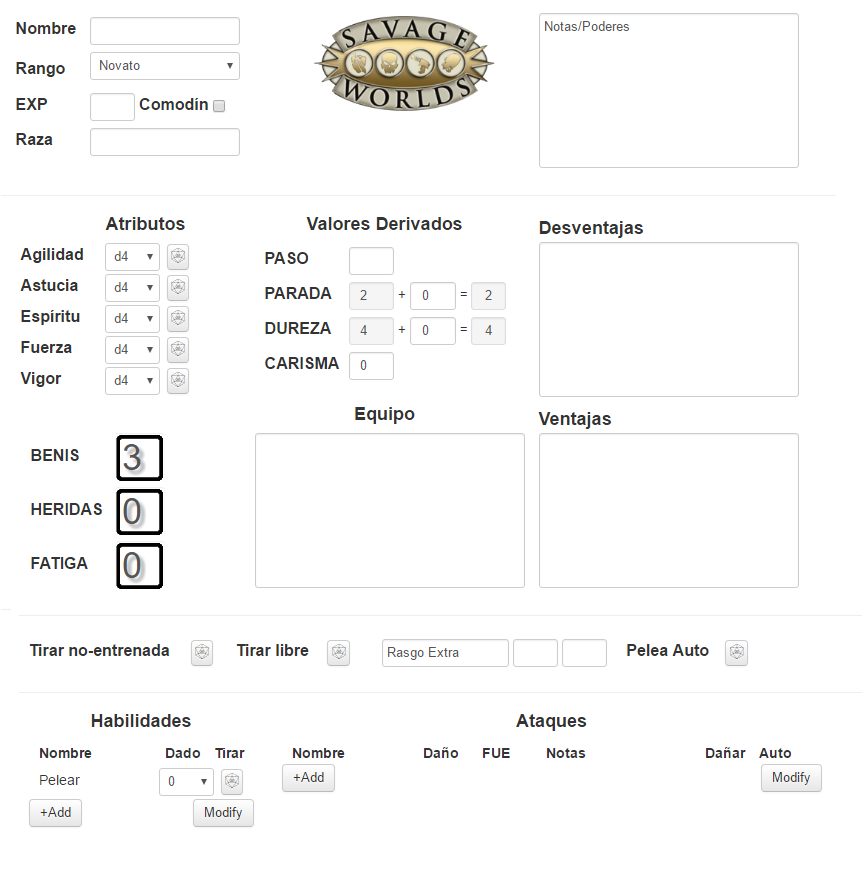 Nombre
Rango Novato
EXP Comodín
Raza
SAVAGE
WORLDS
Notas/Poderes
Atributos
Agilidad d4
Astucia d4
Espíritu d4
Fuerza d4
Vigor d4
Valores Derivados
PASO
PARADA 2 + 0 = 2
DUREZA 4 + 0 = 4
CARISMA 0
Desventajas
BENIS 3
HERIDAS 0
FATIGA 0
Equipo
Ventajas
Tirar no-entrenada Tirar libre Rasgo Extra Pelea Auto
Habilidades
Nombre Dado Tirar
Pelear 0
+Add Modify
Ataques
Nombre Daño FUE Notas Dañar Auto
+Add Modify